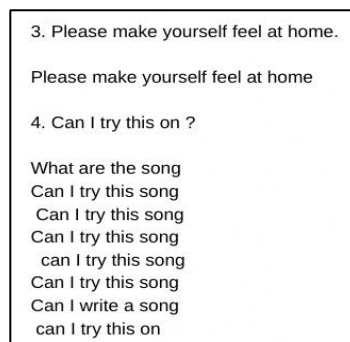 3. Please make yourself feel at home.
Please make yourself feel at home
4. Can I try this on ?
What are the song
Can I try this song
Can I try this song
Can I try this song
can I try this song
Can I try this song
Can I write a song
can I try this on